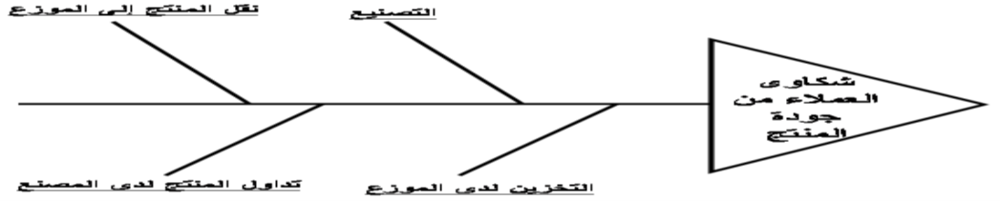 نقل المنتج إلى الموزع
التصنيع
شكاوى
العملاء من
جودة
المنتج
تداول المنتج لدى المصنع
التخزين لدى الموزع